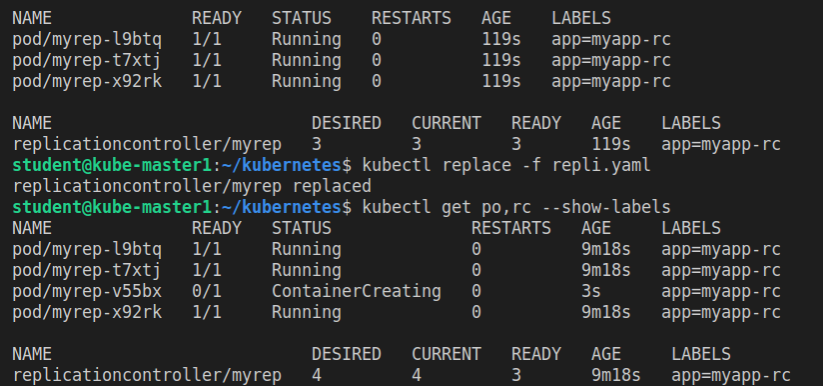 NAME                  READY   STATUS    RESTARTS   AGE    LABELS
pod/myrep-l9btq   1/1     Running   0          119s   app=myapp-rc
pod/myrep-t7xtj   1/1     Running   0          119s   app=myapp-rc
pod/myrep-x92rk   1/1     Running   0          119s   app=myapp-rc

NAME                          DESIRED   CURRENT   READY   AGE    LABELS
replicationcontroller/myrep   3         3         3       119s   app=myapp-rc
student@kube-master1:~/kubernetes$ kubectl replace -f repli.yaml
replicationcontroller/myrep replaced
student@kube-master1:~/kubernetes$ kubectl get po,rc --show-labels
NAME              READY   STATUS              RESTARTS   AGE     LABELS
pod/myrep-l9btq   1/1     Running             0          9m18s   app=myapp-rc
pod/myrep-t7xtj   1/1     Running             0          9m18s   app=myapp-rc
pod/myrep-v55bx   0/1     ContainerCreating   0          3s      app=myapp-rc
pod/myrep-x92rk   1/1     Running             0          9m18s   app=myapp-rc

NAME                          DESIRED   CURRENT   READY   AGE     LABELS
replicationcontroller/myrep   4         4         3       9m18s   app=myapp-rc